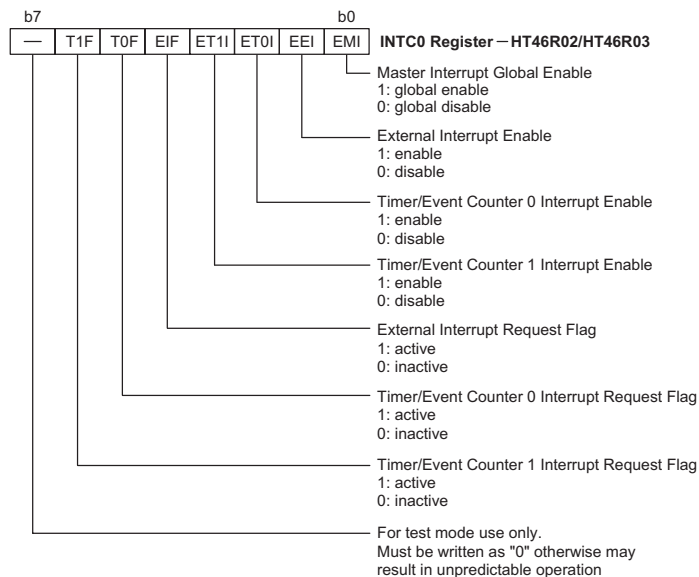 b7 b0
— T1F T0F EIF ET1I ET0I EEI EMI INTC0 Register — HT46R02/HT46R03
Master Interrupt Global Enable
1: global enable
0: global disable
External Interrupt Enable
1: enable
0: disable
Timer/Event Counter 0 Interrupt Enable
1: enable
0: disable
Timer/Event Counter 1 Interrupt Enable
1: enable
0: disable
External Interrupt Request Flag
1: active
0: inactive
Timer/Event Counter 0 Interrupt Request Flag
1: active
0: inactive
Timer/Event Counter 1 Interrupt Request Flag
1: active
0: inactive
For test mode use only.
Must be written as "0" otherwise may
result in unpredictable operation